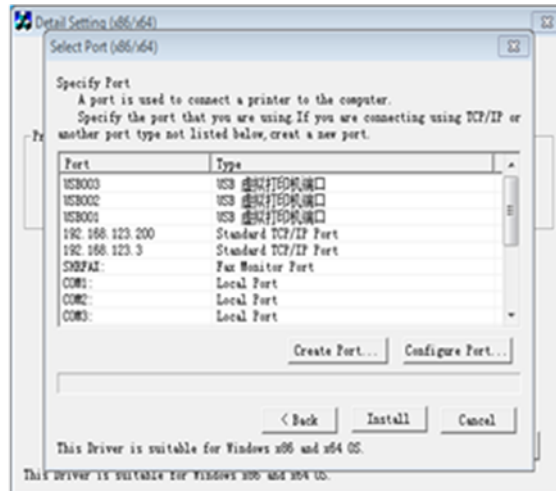 Detail Setting (x86/x64)
Select Port (x86/x64)
Specify Port
A port is used to connect a printer to the computer.
Specify the port that you are using.If you are connecting using TCP/IP or
another port type not listed below,creat a new port.
Port Type
USB003 USB 虚拟打印机端口
USB002 USB 虚拟打印机端口
USB001 USB 虚拟打印机端口
192.168.123.200 Standard TCP/IP Port
192.168.123.3 Standard TCP/IP Port
SHRFAX: Fax Monitor Port
COM1: Local Port
COM2: Local Port
COM3: Local Port
Create Port... Configure Port...
< Back Install Cancel
This Driver is suitable for Windows x86 and x64 OS.
This Driver is suitable for Windows x86 and x64 OS.